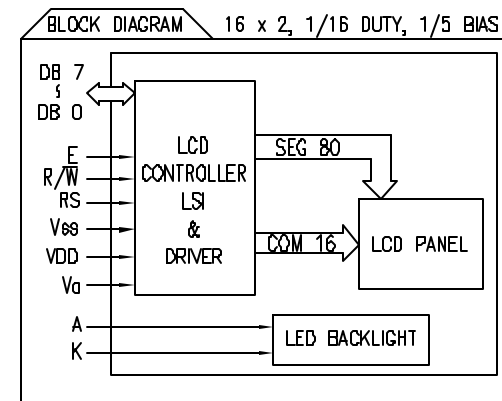 BLOCK DIAGRAM 16 x 2, 1/16 DUTY, 1/5 BIAS
DB 7
DB 0
E
R/W̅
RS
Vss
VDD
Va
A
K
LCD
CONTROLLER
LSI
&
DRIVER
SEG 80
COM 16
LCD PANEL
LED BACKLIGHT